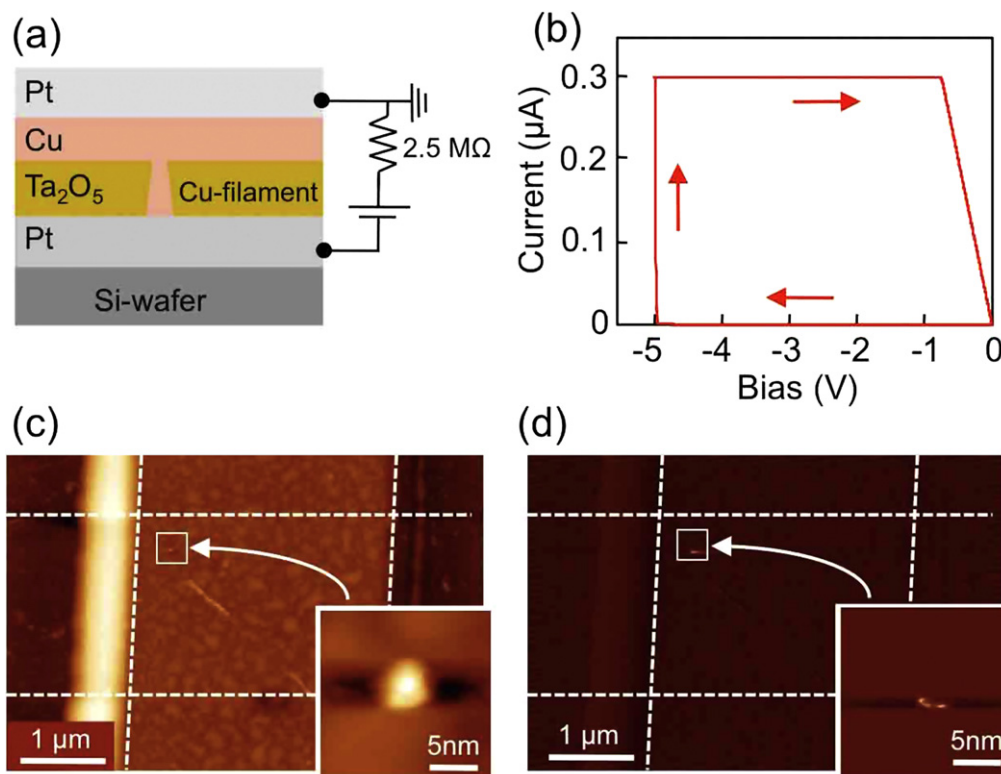 (a)
Pt
Cu
Ta₂O₅
Cu-filament
Pt
Si-wafer
2.5 MΩ
(b)
Current (µA)
0.3
0.2
0.1
0
-5 -4 -3 -2 -1 0
Bias (V)
(c)
1 µm
5nm
(d)
1 µm
5nm